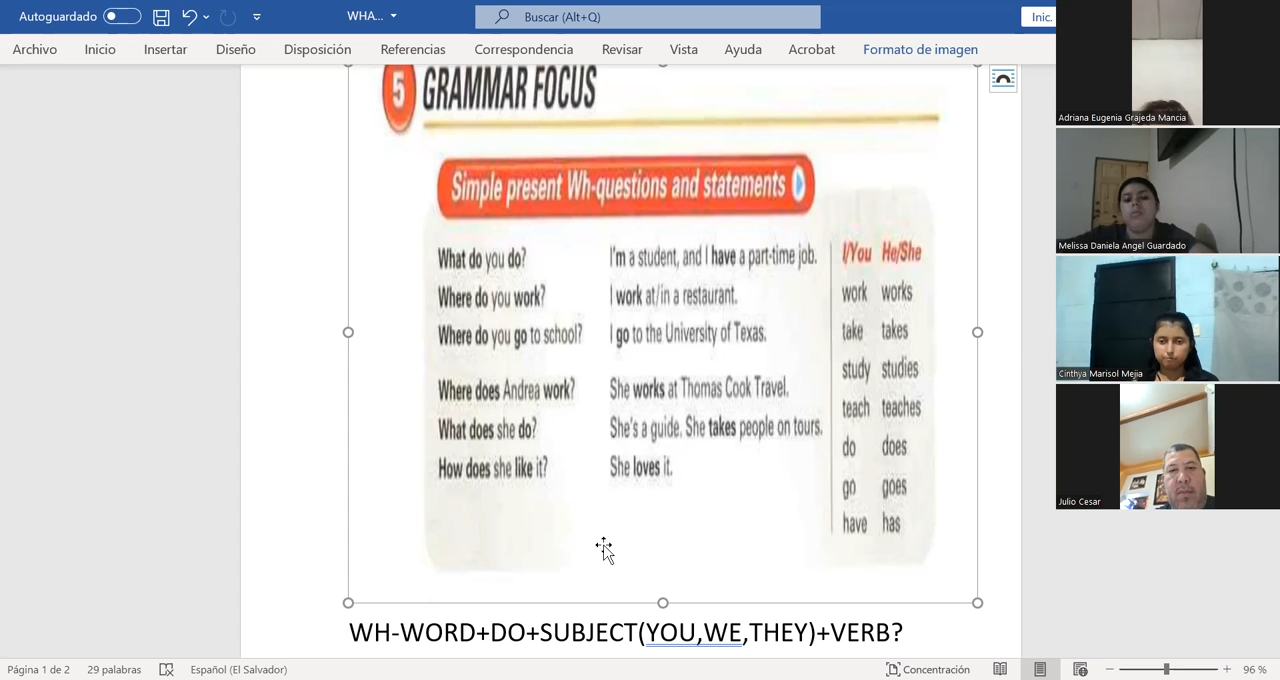 Autoguardado
WHA...
Buscar (Alt+Q)
Inic.
Archivo Inicio Insertar Diseño Disposición Referencias Correspondencia Revisar Vista Ayuda Acrobat Formato de imagen
5 GRAMMAR FOCUS
Simple present Wh-questions and statements
What do you do? I'm a student, and I have a part-time job.
Where do you work? I work at/in a restaurant.
Where do you go to school? I go to the University of Texas.
Where does Andrea work? She works at Thomas Cook Travel.
What does she do? She's a guide. She takes people on tours.
How does she like it? She loves it.
I/You He/She
work works
take takes
study studies
teach teaches
do does
go goes
have has
WH-WORD+DO+SUBJECT(YOU,WE,THEY)+VERB?
Adriana Eugenia Grajeda Mancia
Melissa Daniela Angel Guardado
Cinthya Marisol Mejia
Julio Cesar
Página 1 de 2 29 palabras Español (El Salvador) Concentración 96 %